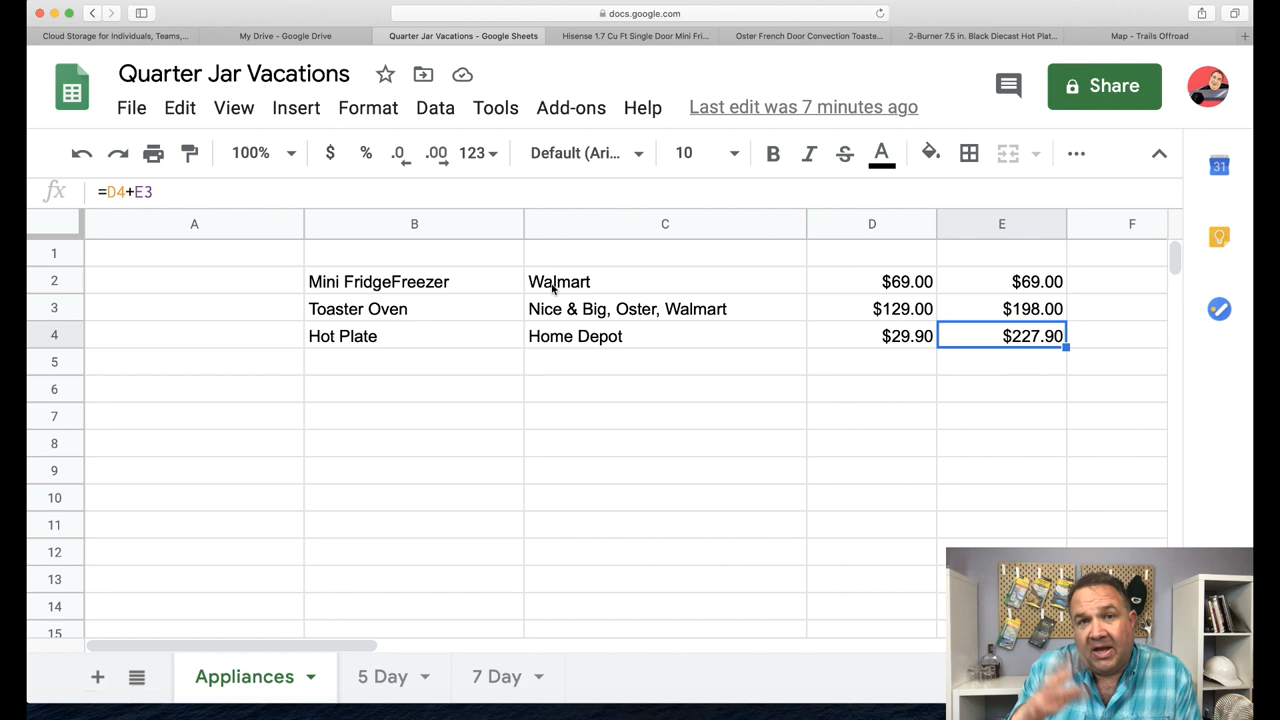 docs.google.com
Cloud Storage for Individuals, Teams,...
My Drive - Google Drive
Quarter Jar Vacations - Google Sheets
Hisense 1.7 Cu Ft Single Door Mini Fri...
Oster French Door Convection Toaste...
2-Burner 7.5 in. Black Diecast Hot Plat...
Map - Trails Offroad
Quarter Jar Vacations
File Edit View Insert Format Data Tools Add-ons Help Last edit was 7 minutes ago
Share
100% $ % .0 .00 123 Default (Ari... 10 B I S A
31
fx =D4+E3
A B C D E F
1
2 Mini FridgeFreezer Walmart $69.00 $69.00
3 Toaster Oven Nice & Big, Oster, Walmart $129.00 $198.00
4 Hot Plate Home Depot $29.90 $227.90
5
6
7
8
9
10
11
12
13
14
15
Appliances 5 Day 7 Day